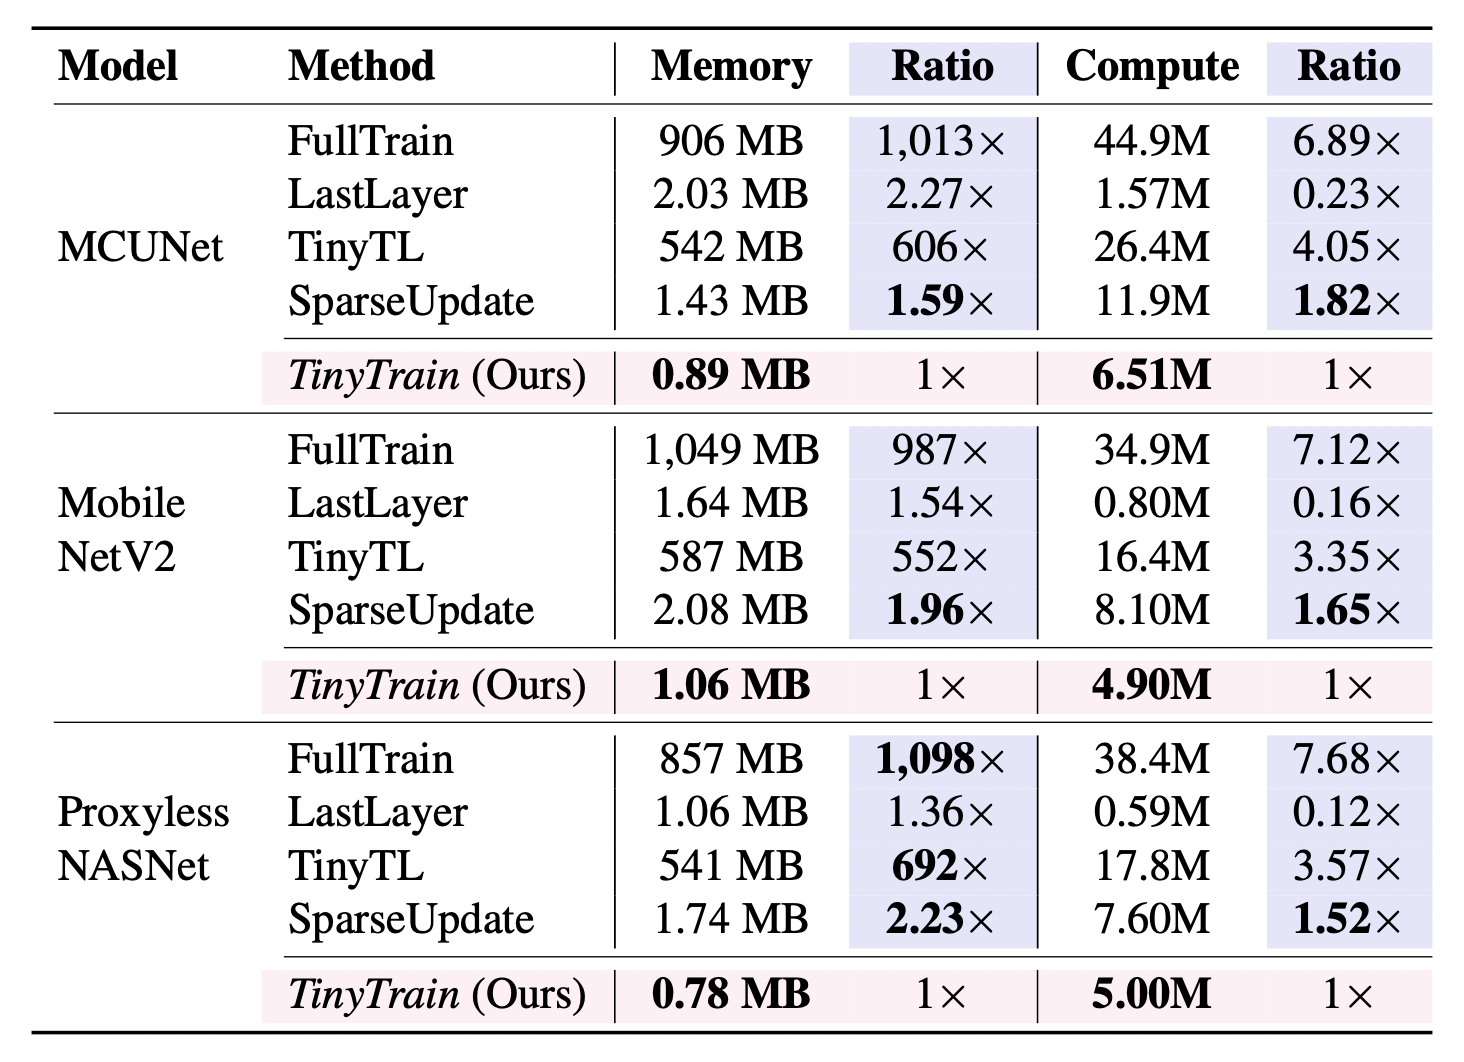 Model Method Memory Ratio Compute Ratio
FullTrain 906 MB 1,013× 44.9M 6.89×
LastLayer 2.03 MB 2.27× 1.57M 0.23×
MCUNet TinyTL 542 MB 606× 26.4M 4.05×
SparseUpdate 1.43 MB 1.59× 11.9M 1.82×
TinyTrain (Ours) 0.89 MB 1× 6.51M 1×
FullTrain 1,049 MB 987× 34.9M 7.12×
Mobile LastLayer 1.64 MB 1.54× 0.80M 0.16×
NetV2 TinyTL 587 MB 552× 16.4M 3.35×
SparseUpdate 2.08 MB 1.96× 8.10M 1.65×
TinyTrain (Ours) 1.06 MB 1× 4.90M 1×
FullTrain 857 MB 1,098× 38.4M 7.68×
Proxyless LastLayer 1.06 MB 1.36× 0.59M 0.12×
NASNet TinyTL 541 MB 692× 17.8M 3.57×
SparseUpdate 1.74 MB 2.23× 7.60M 1.52×
TinyTrain (Ours) 0.78 MB 1× 5.00M 1×